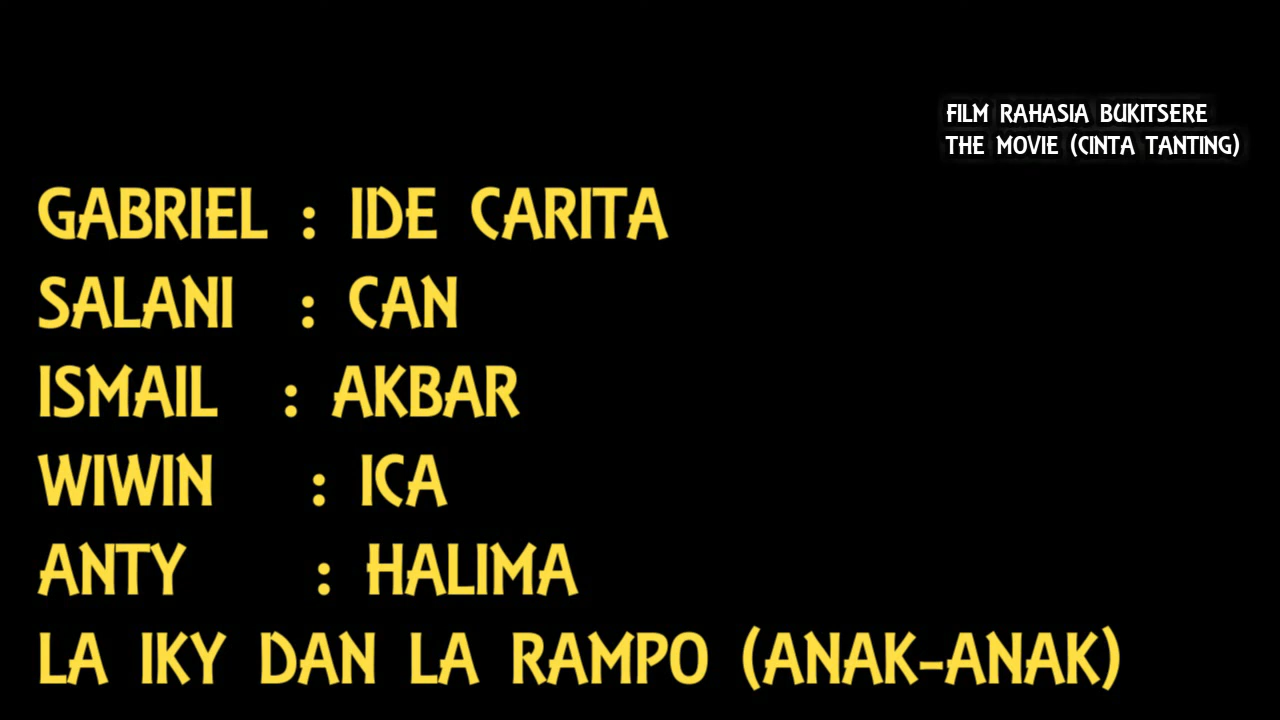 FILM RAHASIA BUKITSERE
THE MOVIE (CINTA TANTING)
GABRIEL : IDE CARITA
SALANI : CAN
ISMAIL : AKBAR
WIWIN : ICA
ANTY : HALIMA
LA IKY DAN LA RAMPO (ANAK-ANAK)